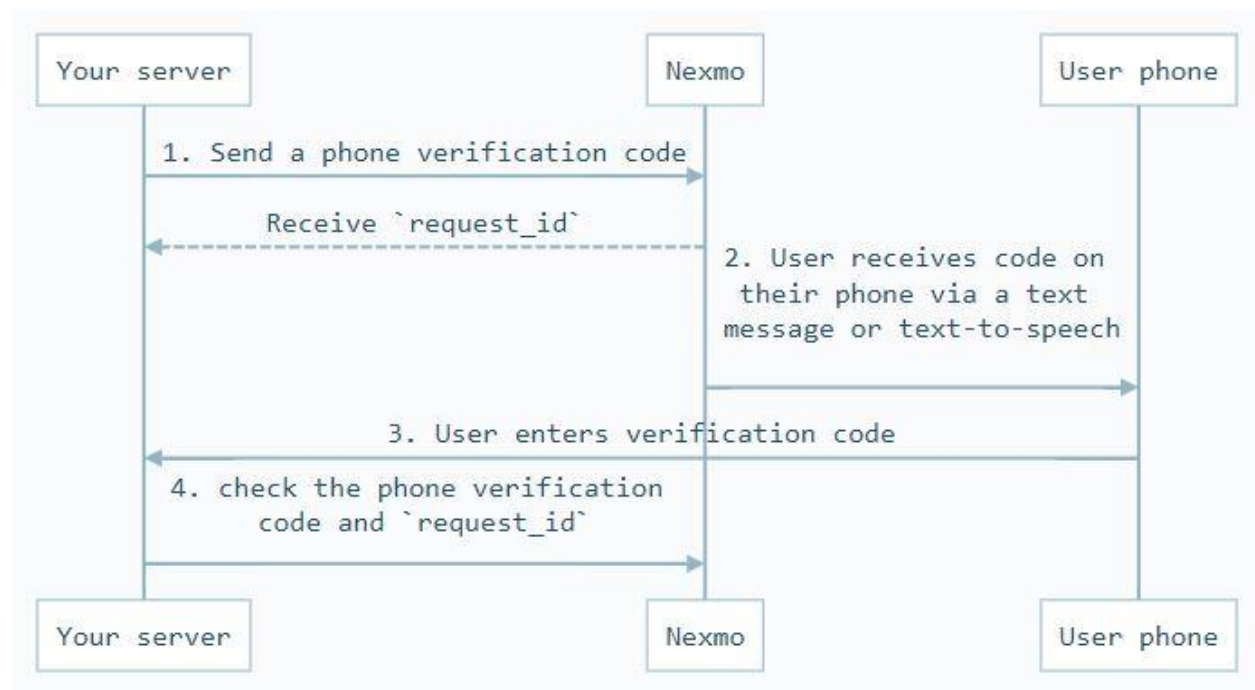 Your server
Nexmo
User phone
1. Send a phone verification code
Receive `request_id`
2. User receives code on
their phone via a text
message or text-to-speech
3. User enters verification code
4. check the phone verification
code and `request_id`
Your server
Nexmo
User phone